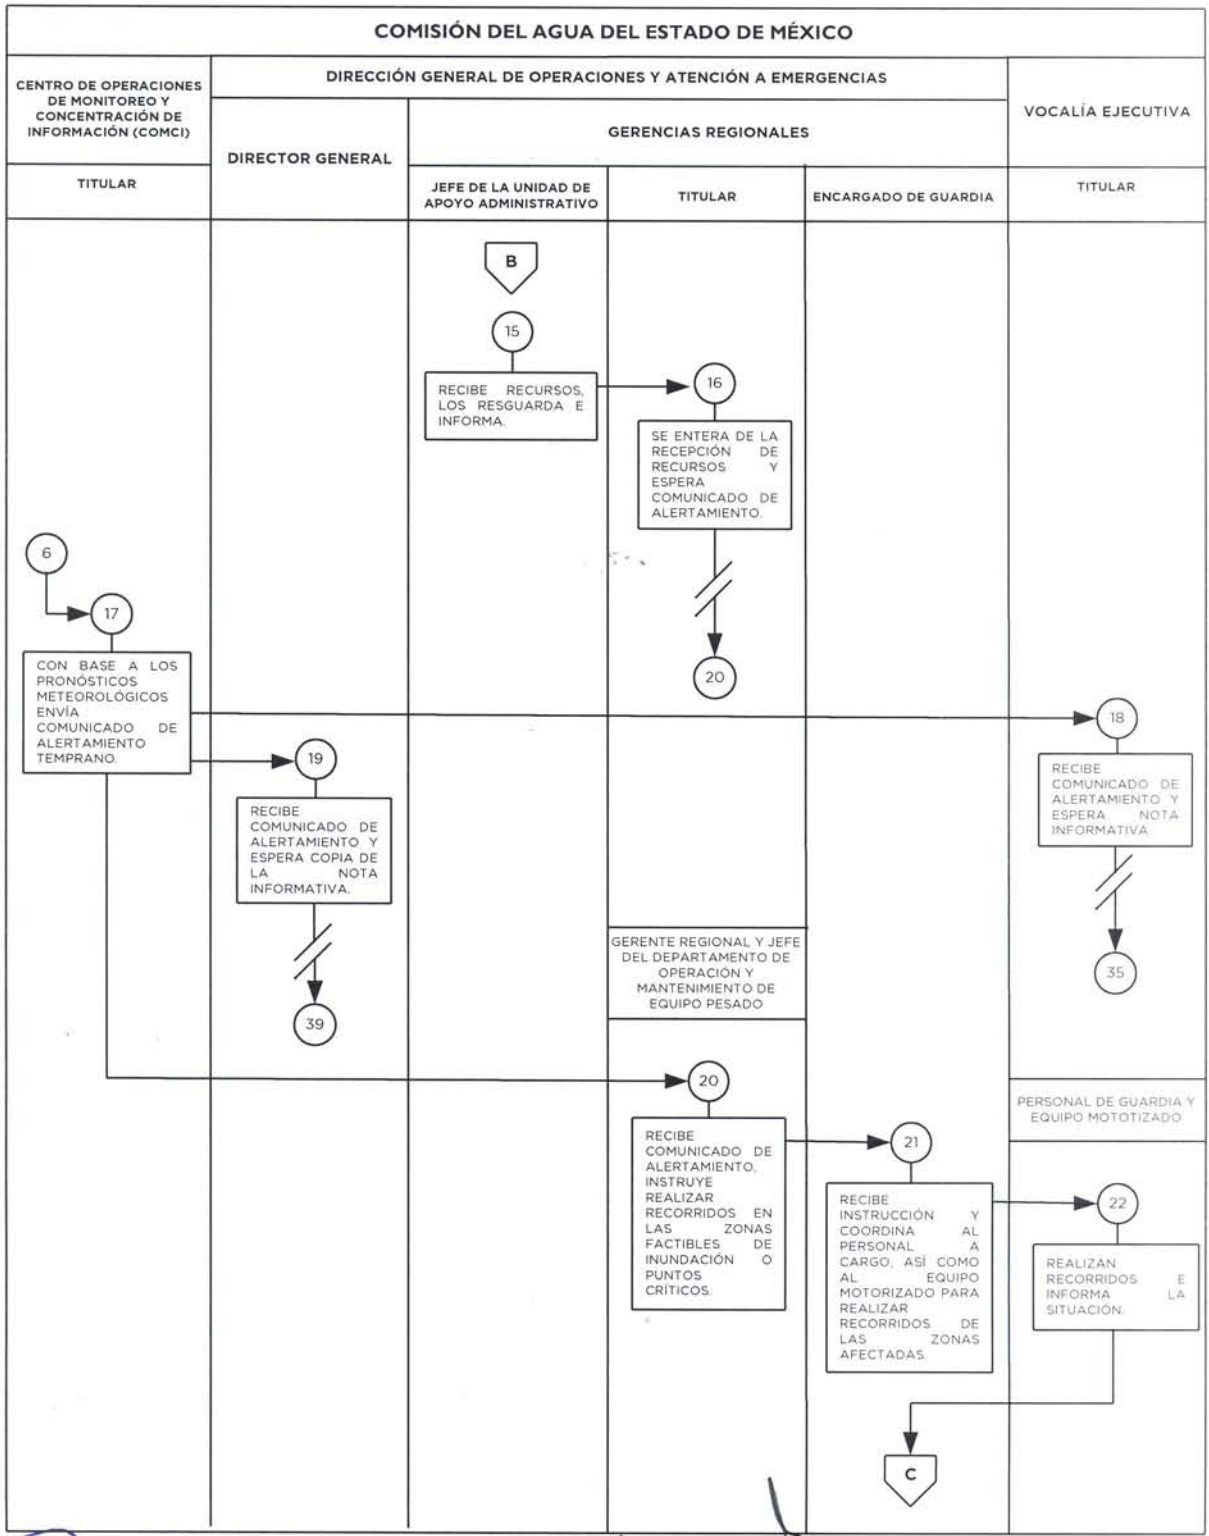 COMISIÓN DEL AGUA DEL ESTADO DE MÉXICO
CENTRO DE OPERACIONES
DE MONITOREO Y
CONCENTRACIÓN DE
INFORMACIÓN (COMCI)
DIRECCIÓN GENERAL DE OPERACIONES Y ATENCIÓN A EMERGENCIAS
VOCALÍA EJECUTIVA
DIRECTOR GENERAL
GERENCIAS REGIONALES
TITULAR
JEFE DE LA UNIDAD DE
APOYO ADMINISTRATIVO
TITULAR
ENCARGADO DE GUARDIA
TITULAR
B
15
RECIBE RECURSOS,
LOS RESGUARDA E
INFORMA.
16
SE ENTERA DE LA
RECEPCIÓN DE
RECURSOS Y
ESPERA
COMUNICADO DE
ALERTAMIENTO.
20
6
17
CON BASE A LOS
PRONÓSTICOS
METEOROLÓGICOS
ENVÍA
COMUNICADO DE
ALERTAMIENTO
TEMPRANO.
18
RECIBE
COMUNICADO DE
ALERTAMIENTO Y
ESPERA NOTA
INFORMATIVA.
35
19
RECIBE
COMUNICADO DE
ALERTAMIENTO Y
ESPERA COPIA DE
LA NOTA
INFORMATIVA.
39
GERENTE REGIONAL Y JEFE
DEL DEPARTAMENTO DE
OPERACIÓN Y
MANTENIMIENTO DE
EQUIPO PESADO
20
RECIBE
COMUNICADO DE
ALERTAMIENTO,
INSTRUYE
REALIZAR
RECORRIDOS EN
LAS ZONAS
FACTIBLES DE
INUNDACIÓN O
PUNTOS
CRÍTICOS.
21
RECIBE
INSTRUCCIÓN Y
COORDINA AL
PERSONAL A
CARGO, ASÍ COMO
AL EQUIPO
MOTORIZADO PARA
REALIZAR
RECORRIDOS DE
LAS ZONAS
AFECTADAS.
PERSONAL DE GUARDIA Y
EQUIPO MOTOTIZADO
22
REALIZAN
RECORRIDOS E
INFORMA LA
SITUACIÓN.
C